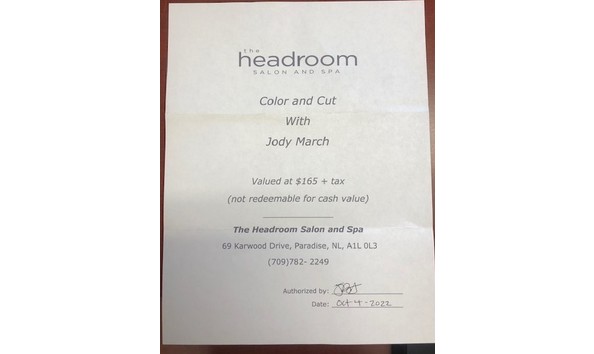 the
headroom
SALON AND SPA
Color and Cut
With
Jody March
Valued at $165 + tax
(not redeemable for cash value)
The Headroom Salon and Spa
69 Karwood Drive, Paradise, NL, A1L 0L3
(709)782- 2249
Authorized by:
Date: Oct 4 - 2022